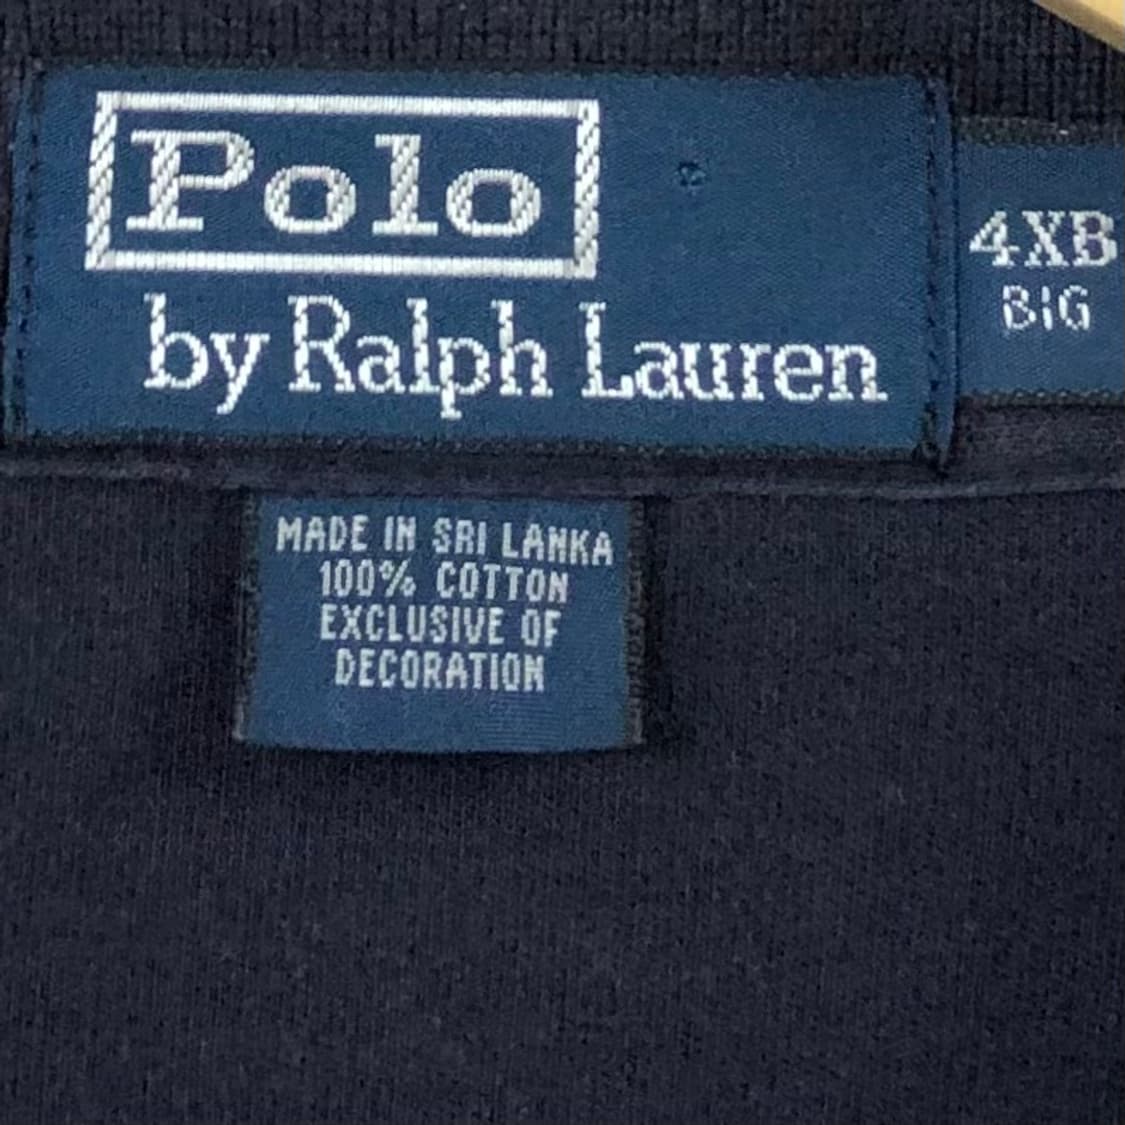 Polo
by Ralph Lauren
4XB
BIG
MADE IN SRI LANKA
100% COTTON
EXCLUSIVE OF
DECORATION